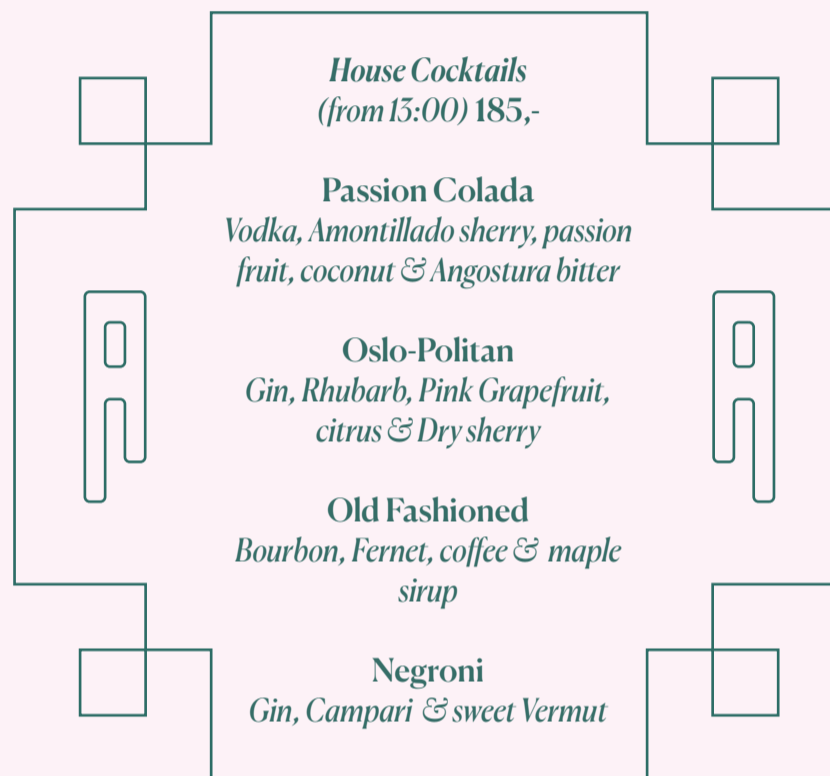 House Cocktails
(from 13:00) 185,-
Passion Colada
Vodka, Amontillado sherry, passion
fruit, coconut & Angostura bitter
Oslo-Politan
Gin, Rhubarb, Pink Grapefruit,
citrus & Dry sherry
Old Fashioned
Bourbon, Fernet, coffee & maple
sirup
Negroni
Gin, Campari & sweet Vermut